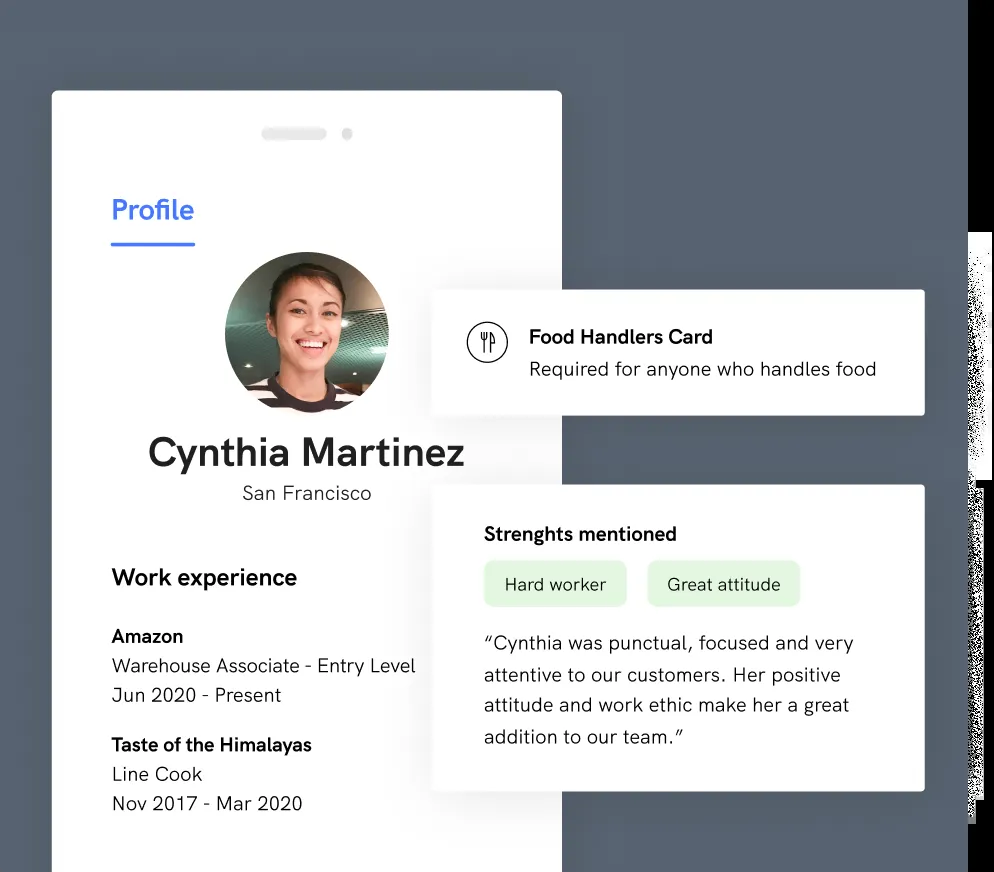 Profile
Cynthia Martinez
San Francisco
Work experience
Amazon
Warehouse Associate - Entry Level
Jun 2020 - Present
Taste of the Himalayas
Line Cook
Nov 2017 - Mar 2020
Food Handlers Card
Required for anyone who handles food
Strenghts mentioned
Hard worker
Great attitude
“Cynthia was punctual, focused and very
attentive to our customers. Her positive
attitude and work ethic make her a great
addition to our team.”